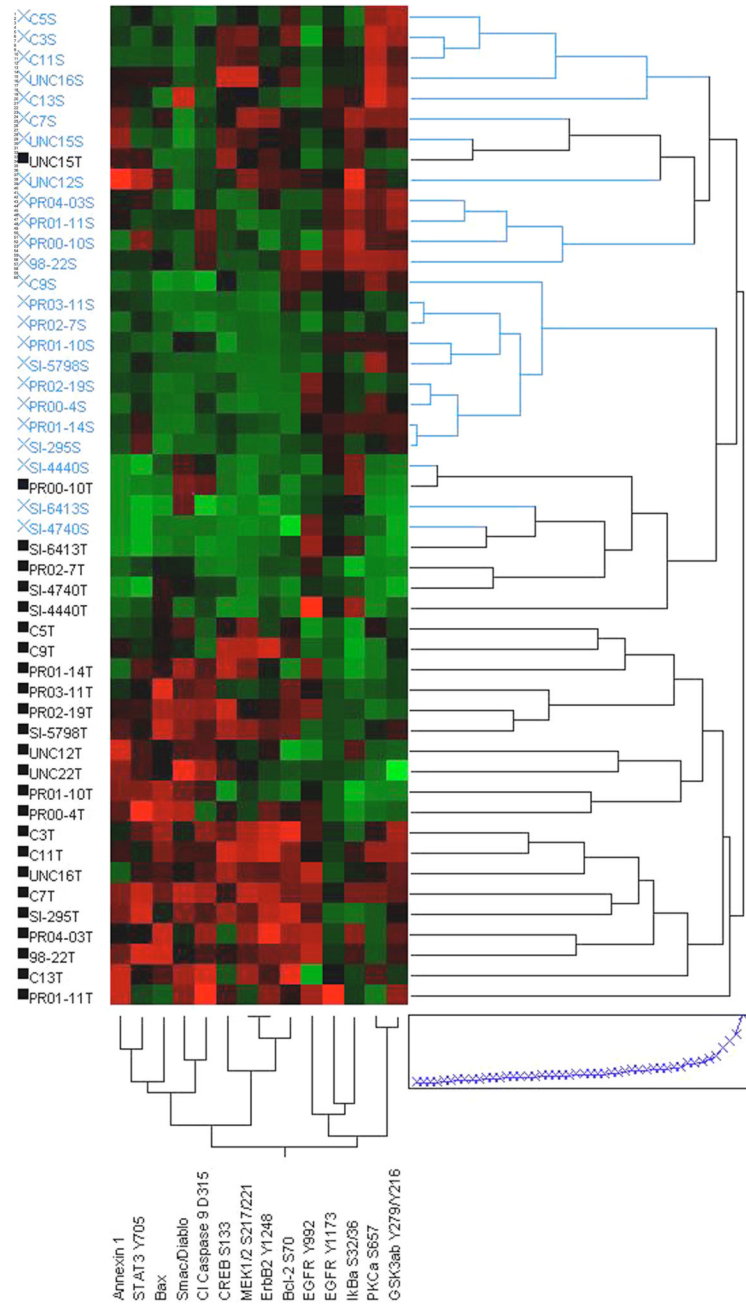 C5S
C3S
C11S
UNC16S
C13S
C7S
UNC15S
UNC15T
UNC12S
PR04-03S
PR01-11S
PR00-10S
98-22S
C9S
PR03-11S
PR02-7S
PR01-10S
SI-5798S
PR02-19S
PR00-4S
PR01-14S
SI-295S
SI-4440S
PR00-10T
SI-6413S
SI-4740S
SI-6413T
PR02-7T
SI-4740T
SI-4440T
C5T
C9T
PR01-14T
PR03-11T
PR02-19T
SI-5798T
UNC12T
UNC22T
PR01-10T
PR00-4T
C3T
C11T
UNC16T
C7T
SI-295T
PR04-03T
98-22T
C13T
PR01-11T
Annexin 1
STAT3 Y705
Bax
Smac/Diablo
Cl Caspase 9 D315
CREB S133
MEK1/2 S217/221
ErbB2 Y1248
Bcl-2 S70
EGFR Y992
EGFR Y1173
IkBa S32/36
PKCa S657
GSK3ab Y279/Y216